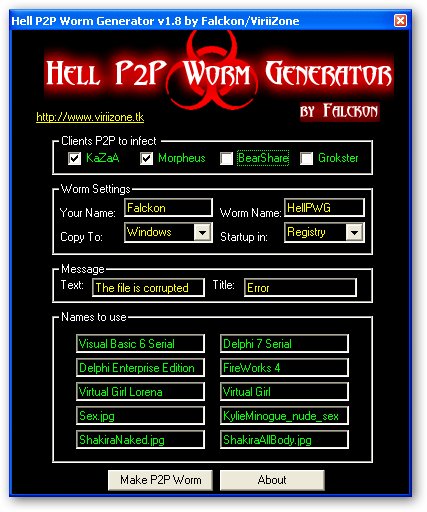 Hell P2P Worm Generator v1.8 by Falckon/ViriiZone
Hell P2P Worm Generator
by Falckon
http://www.viriizone.tk
Clients P2P to infect
KaZaA Morpheus BearShare Grokster
Worm Settings
Your Name: Falckon Worm Name: HellPWG
Copy To: Windows Startup in: Registry
Message
Text: The file is corrupted Title: Error
Names to use
Visual Basic 6 Serial Delphi 7 Serial
Delphi Enterprise Edition FireWorks 4
Virtual Girl Lorena Virtual Girl
Sex.jpg KylieMinogue_nude_sex
ShakiraNaked.jpg ShakiraAllBody.jpg
Make P2P Worm About